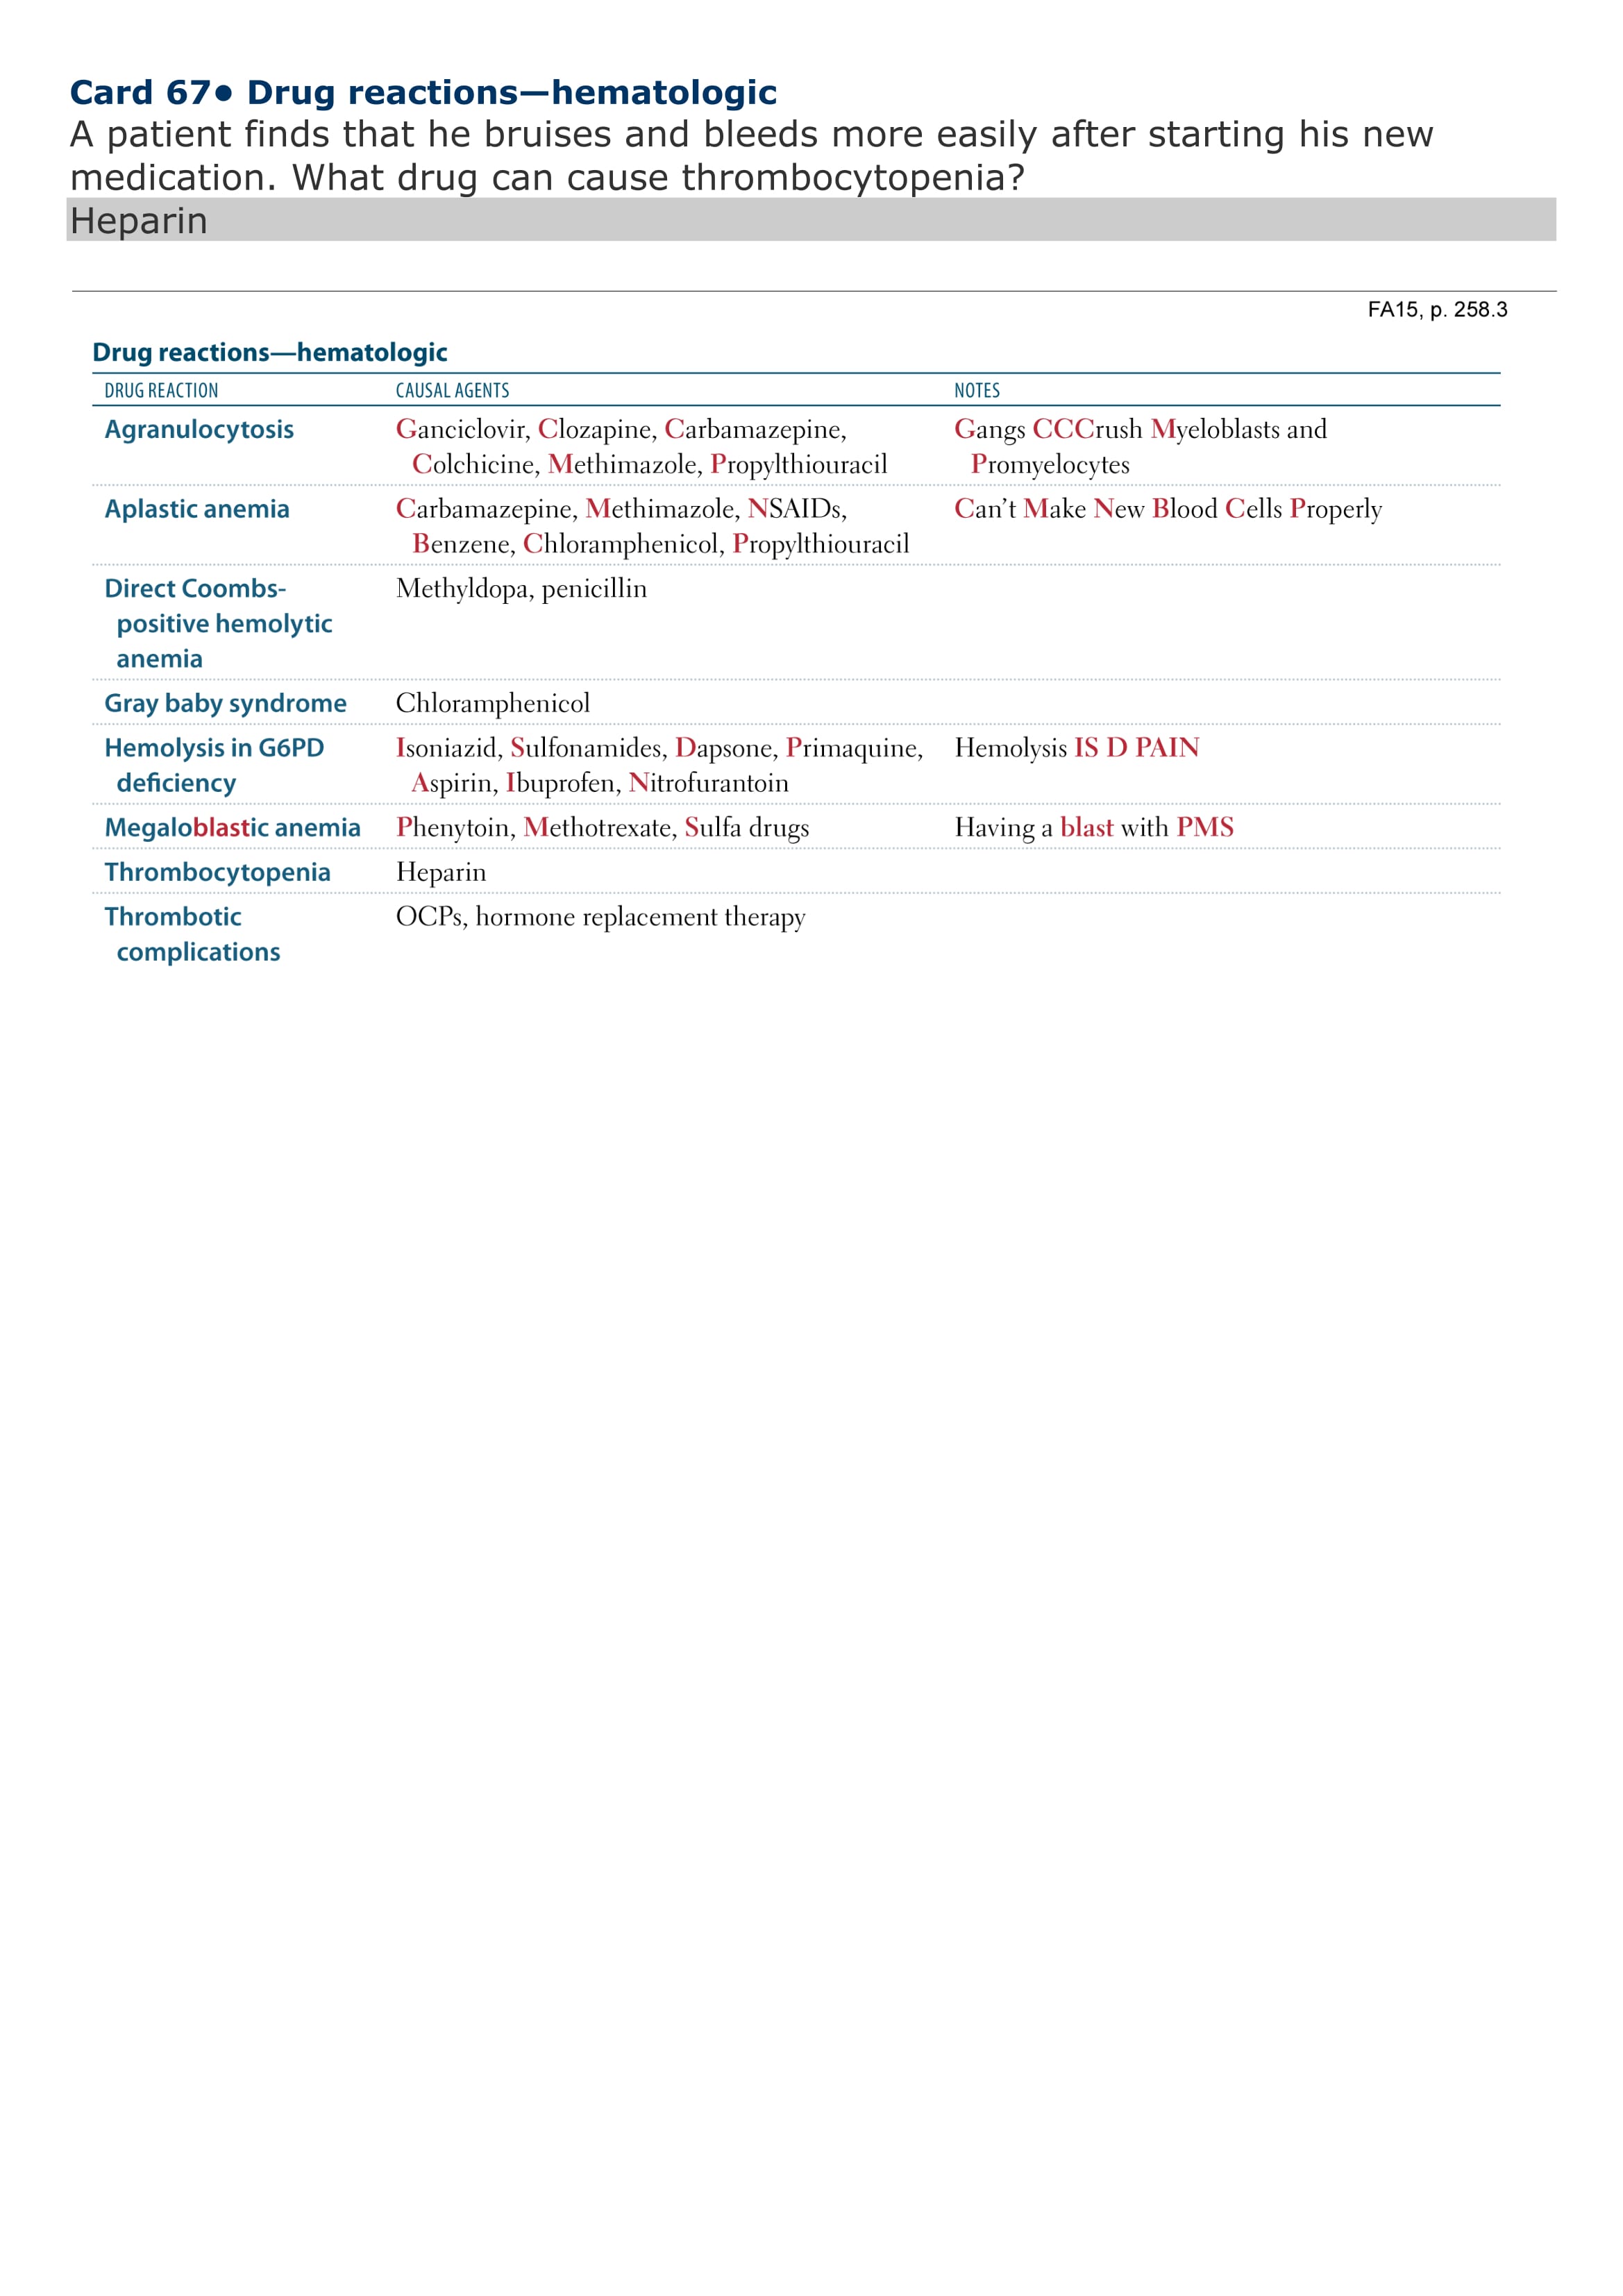 Card 67• Drug reactions—hematologic
A patient finds that he bruises and bleeds more easily after starting his new
medication. What drug can cause thrombocytopenia?
Heparin
FA15, p. 258.3
Drug reactions—hematologic
DRUG REACTION CAUSAL AGENTS NOTES
Agranulocytosis Ganciclovir, Clozapine, Carbamazepine, Gangs CCCrush Myeloblasts and
Colchicine, Methimazole, Propylthiouracil Promyelocytes
Aplastic anemia Carbamazepine, Methimazole, NSAIDs, Can’t Make New Blood Cells Properly
Benzene, Chloramphenicol, Propylthiouracil
Direct Coombs- Methyldopa, penicillin
positive hemolytic
anemia
Gray baby syndrome Chloramphenicol
Hemolysis in G6PD Isoniazid, Sulfonamides, Dapsone, Primaquine, Hemolysis IS D PAIN
deficiency Aspirin, Ibuprofen, Nitrofurantoin
Megaloblastic anemia Phenytoin, Methotrexate, Sulfa drugs Having a blast with PMS
Thrombocytopenia Heparin
Thrombotic OCPs, hormone replacement therapy
complications